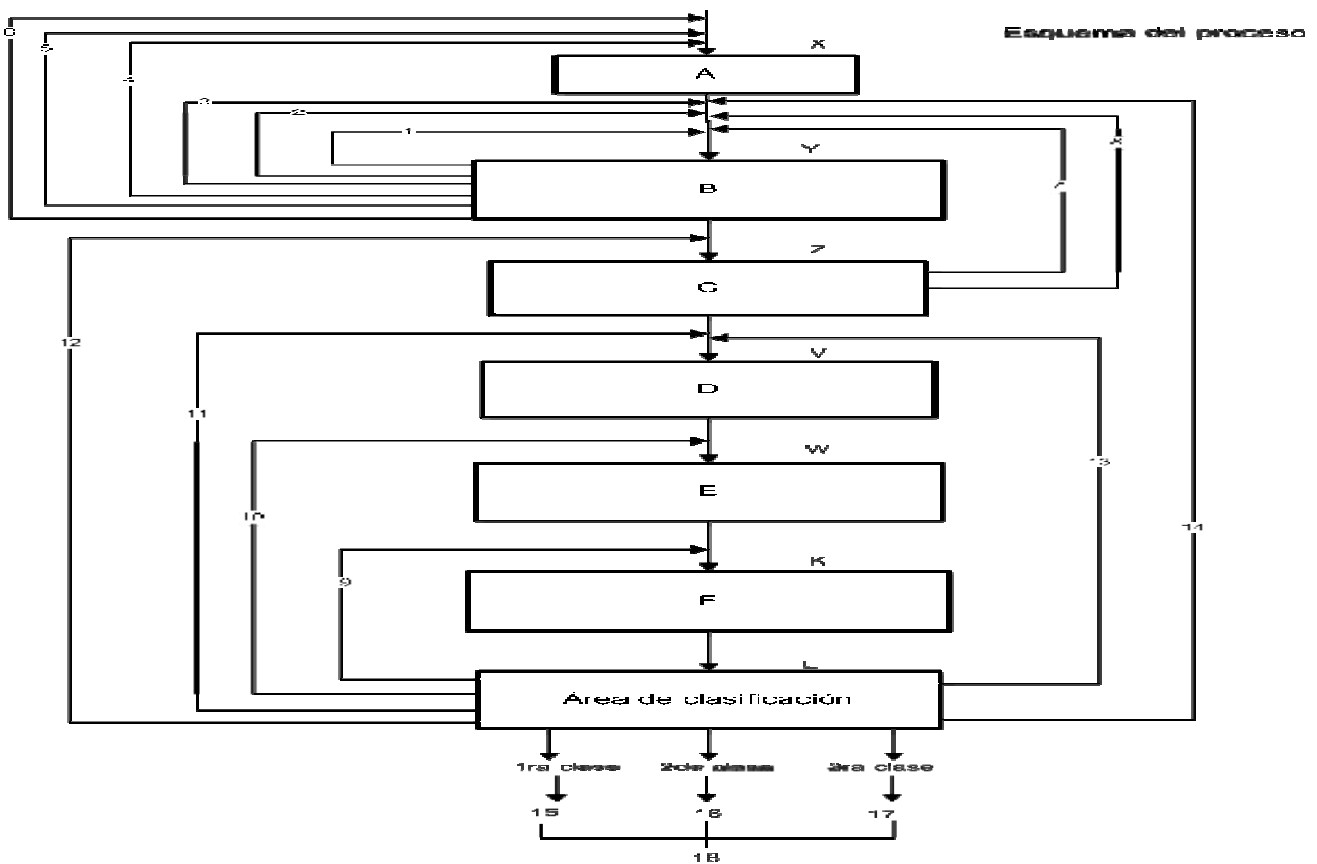 Esquema del proceso
6
5
4
X
A
3
2
1
Y
B
7
8
Z
C
12
V
D
11
W
13
E
10
14
K
9
F
L
Área de clasificación
1ra clase 2da clase 3ra clase
15 16 17
18